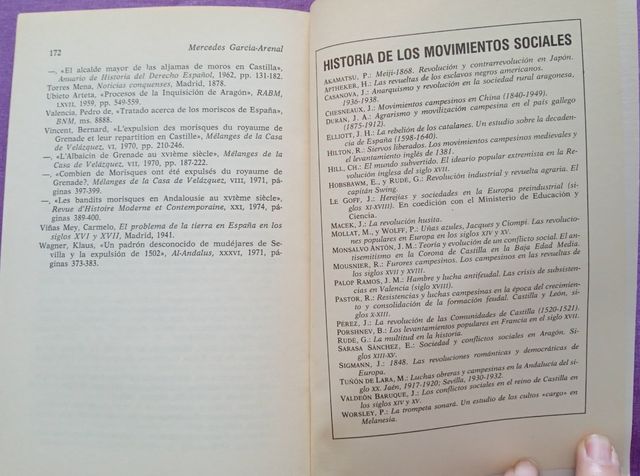 172
Mercedes García-Arenal
—, «El alcalde mayor de las aljamas de moros en Castilla»,
Anuario de Historia del Derecho Español, 1962, pp. 131-182.
Torres Mena, Noticias conquenses, Madrid, 1878.
Ubieto Arteta, «Procesos de la Inquisición de Aragón», RABM,
LXVII, 1959, pp. 549-559.
Valencia, Pedro de, «Tratado acerca de los moriscos de España»,
BNM, ms. 8888.
Vincent, Bernard, «L'expulsion des morisques du royaume de
Grenade et leur repartition en Castille», Mélanges de la Casa
de Velázquez, VI, 1970, pp. 210-246.
—, «L'Albaicin de Grenade au XVIème siècle», Mélanges de la
Casa de Velázquez, VII, 1970, pp. 187-222.
—, «Combien de Morisques ont été expulsés du royaume de
Grenade?, Mélanges de la Casa de Velázquez, VIII, 1971, pá-
ginas 397-399.
—, «Les bandits morisques en Andalousie au XVIème siècle»,
Revue d'Histoire Moderne et Contemporaine, XXI, 1974, pá-
ginas 389-400.
Viñas Mey, Carmelo, El problema de la tierra en España en los
siglos XVI y XVII, Madrid, 1941.
Wagner, Klaus, «Un padrón desconocido de mudéjares de Se-
villa y la expulsión de 1502», Al-Andalus, XXXVI, 1971, pá-
ginas 373-383.
HISTORIA DE LOS MOVIMIENTOS SOCIALES
AKAMATSU, P.: Meiji-1868. Revolución y contrarrevolución en Japón.
APTHEKER, H.: Las revueltas de los esclavos negros americanos.
CASANOVA, J.: Anarquismo y revolución en la sociedad rural aragonesa,
1936-1938.
CHESNEAUX, J.: Movimientos campesinos en China (1840-1949).
DURAN, J. A.: Agrarismo y movilización campesina en el país gallego
(1875-1912).
ELLIOTT, J. H.: La rebelión de los catalanes. Un estudio sobre la decaden-
cia de España (1598-1640).
HILTON, R.: Siervos liberados. Los movimientos campesinos medievales y
el levantamiento inglés de 1381.
HILL, CH.: El mundo subvertido. El ideario popular extremista en la Re-
volución inglesa del siglo XVII.
HOBSBAWM, E., y RUDE, G.: Revolución industrial y revuelta agraria. El
capitán Swing.
LE GOFF, J.: Herejías y sociedades en la Europa preindustrial (si-
glos XI-XVIII). En coedición con el Ministerio de Educación y
Ciencia.
MACEK, J.: La revolución husita.
MOLLAT, M., y WOLFF, P.: Uñas azules, Jacques y Ciompi. Las revolucio-
nes populares en Europa en los siglos XIV y XV.
MONSALVO ANTÓN, J. M.: Teoría y evolución de un conflicto social. El an-
tisemitismo en la Corona de Castilla en la Baja Edad Media.
MOUSNIER, R.: Furores campesinos. Los campesinos en las revueltas de
los siglos XVI y XVII.
PALOP RAMOS, J. M.: Hambre y lucha antifeudal. Las crisis de subsisten-
cias en Valencia (siglo XVIII).
PASTOR, R.: Resistencias y luchas campesinas en la época del crecimien-
to y consolidación de la formación feudal. Castilla y León, si-
glos X-XIII.
PEREZ, J.: La revolución de las Comunidades de Castilla (1520-1521).
PORSHNEV, B.: Los levantamientos populares en Francia en el siglo XVII.
RUDE, G.: La multitud en la historia.
SARASA SÁNCHEZ, E.: Sociedad y conflictos sociales en Aragón. Si-
glos XIII-XV.
SIGMANN, J.: 1848. Las revoluciones románticas y democráticas de
Europa.
TUÑÓN DE LARA, M.: Luchas obreras y campesinas en la Andalucía del si-
glo XX. Jaén, 1917-1920; Sevilla, 1930-1932.
VALDEÓN BARUQUE, J.: Los conflictos sociales en el reino de Castilla en
los siglos XIV y XV.
WORSLEY, P.: La trompeta sonará. Un estudio de los cultos «cargo» en
Melanesia.